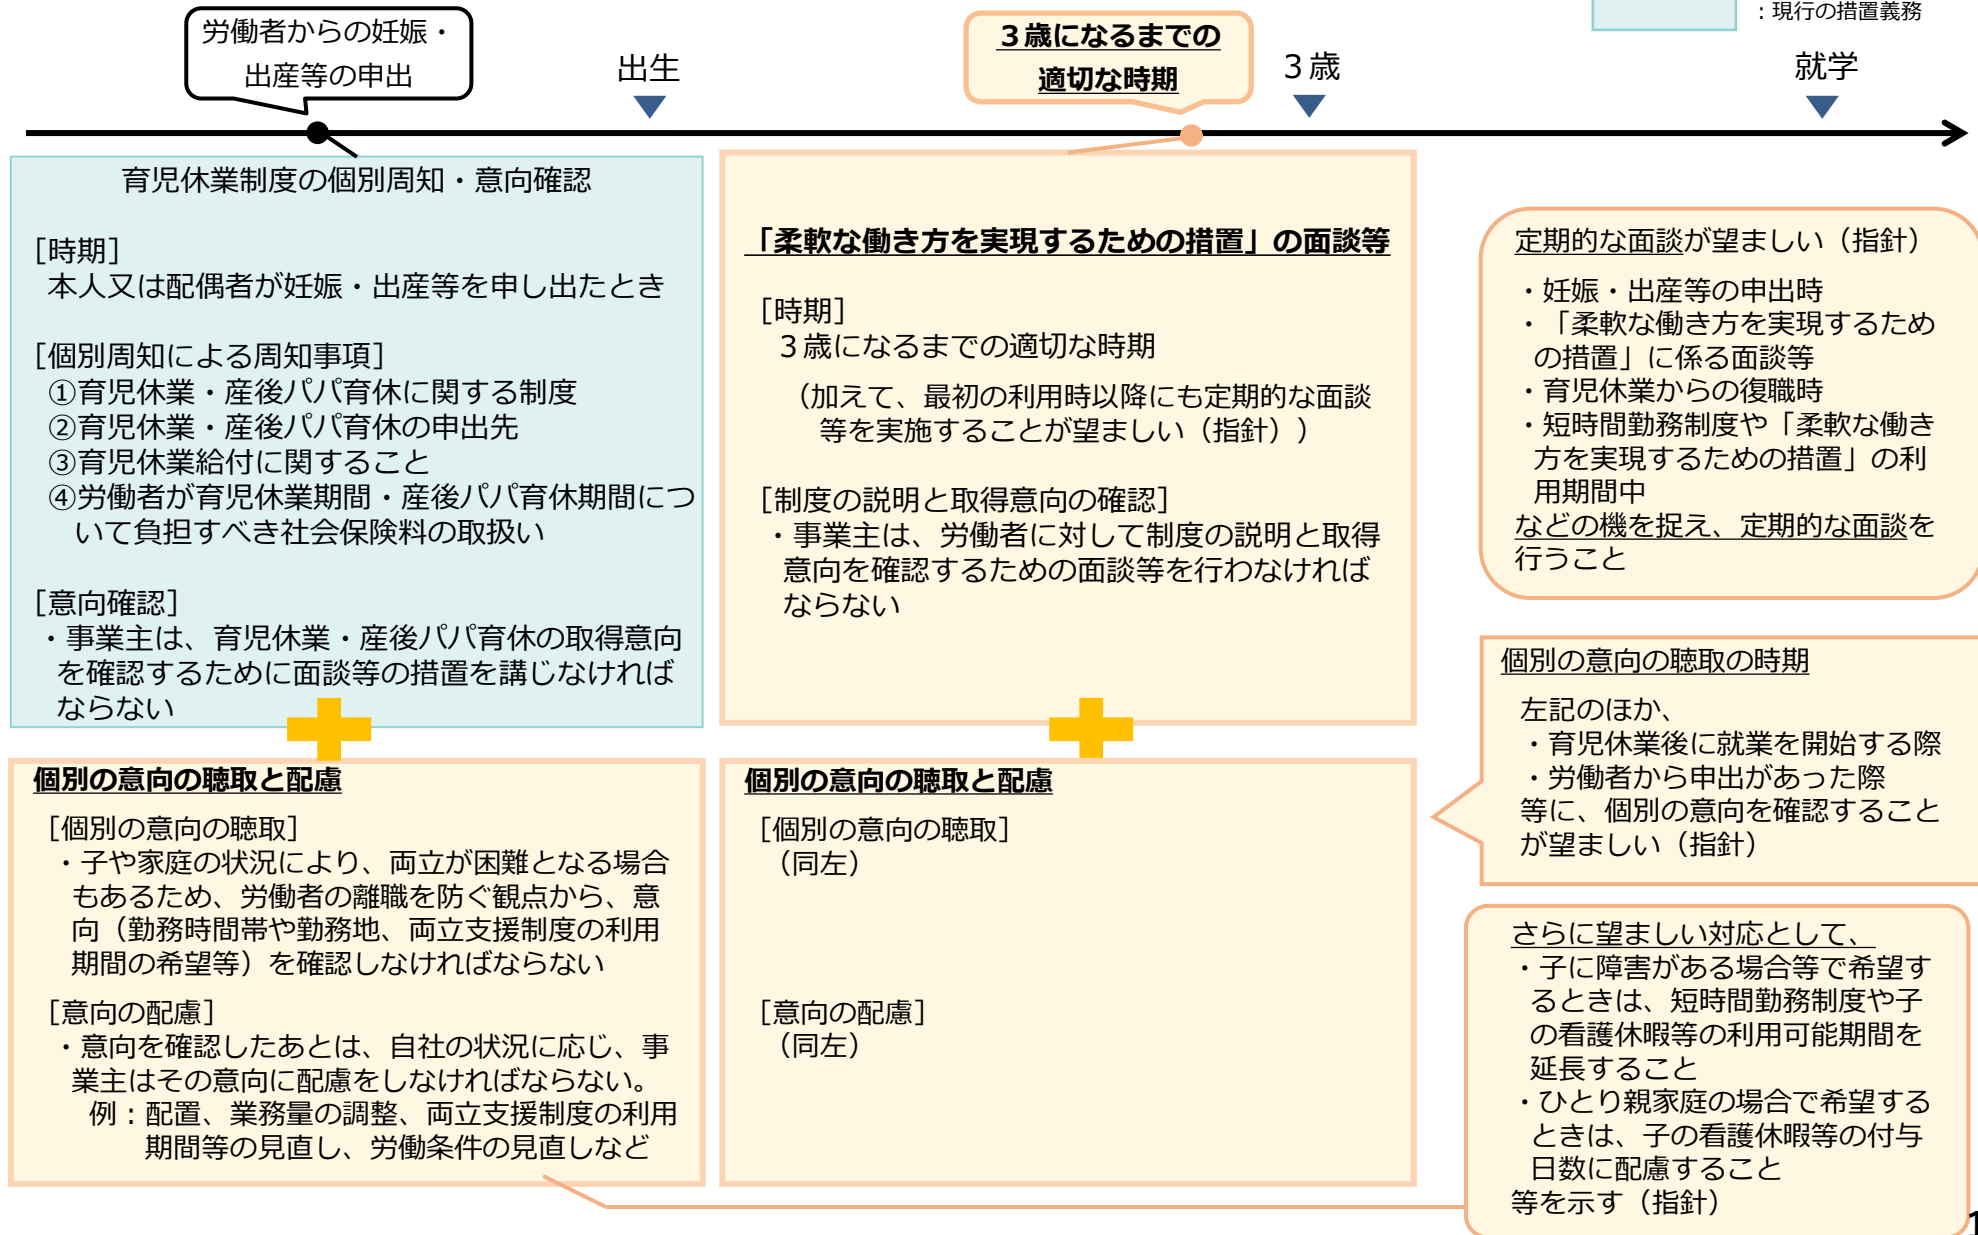 ：現行の措置義務
労働者からの妊娠・
出産等の申出
出生
３歳になるまでの
適切な時期
３歳
就学
育児休業制度の個別周知・意向確認
［時期］
本人又は配偶者が妊娠・出産等を申し出たとき
［個別周知による周知事項］
①育児休業・産後パパ育休に関する制度
②育児休業・産後パパ育休の申出先
③育児休業給付に関すること
④労働者が育児休業期間・産後パパ育休期間につ
いて負担すべき社会保険料の取扱い
［意向確認］
・事業主は、育児休業・産後パパ育休の取得意向
を確認するために面談等の措置を講じなければ
ならない
「柔軟な働き方を実現するための措置」の面談等
［時期］
３歳になるまでの適切な時期
（加えて、最初の利用時以降にも定期的な面談
等を実施することが望ましい（指針））
［制度の説明と取得意向の確認］
・事業主は、労働者に対して制度の説明と取得
意向を確認するための面談等を行わなければ
ならない
定期的な面談が望ましい（指針）
・妊娠・出産等の申出時
・「柔軟な働き方を実現するため
の措置」に係る面談等
・育児休業からの復職時
・短時間勤務制度や「柔軟な働き
方を実現するための措置」の利
用期間中
などの機を捉え、定期的な面談を
行うこと
個別の意向の聴取と配慮
［個別の意向の聴取］
・子や家庭の状況により、両立が困難となる場合
もあるため、労働者の離職を防ぐ観点から、意
向（勤務時間帯や勤務地、両立支援制度の利用
期間の希望等）を確認しなければならない
［意向の配慮］
・意向を確認したあとは、自社の状況に応じ、事
業主はその意向に配慮をしなければならない。
例：配置、業務量の調整、両立支援制度の利用
期間等の見直し、労働条件の見直しなど
個別の意向の聴取と配慮
［個別の意向の聴取］
（同左）
［意向の配慮］
（同左）
個別の意向の聴取の時期
左記のほか、
・育児休業後に就業を開始する際
・労働者から申出があった際
等に、個別の意向を確認すること
が望ましい（指針）
さらに望ましい対応として、
・子に障害がある場合等で希望す
るときは、短時間勤務制度や子
の看護休暇等の利用可能期間を
延長すること
・ひとり親家庭の場合で希望する
ときは、子の看護休暇等の付与
日数に配慮すること
等を示す（指針）